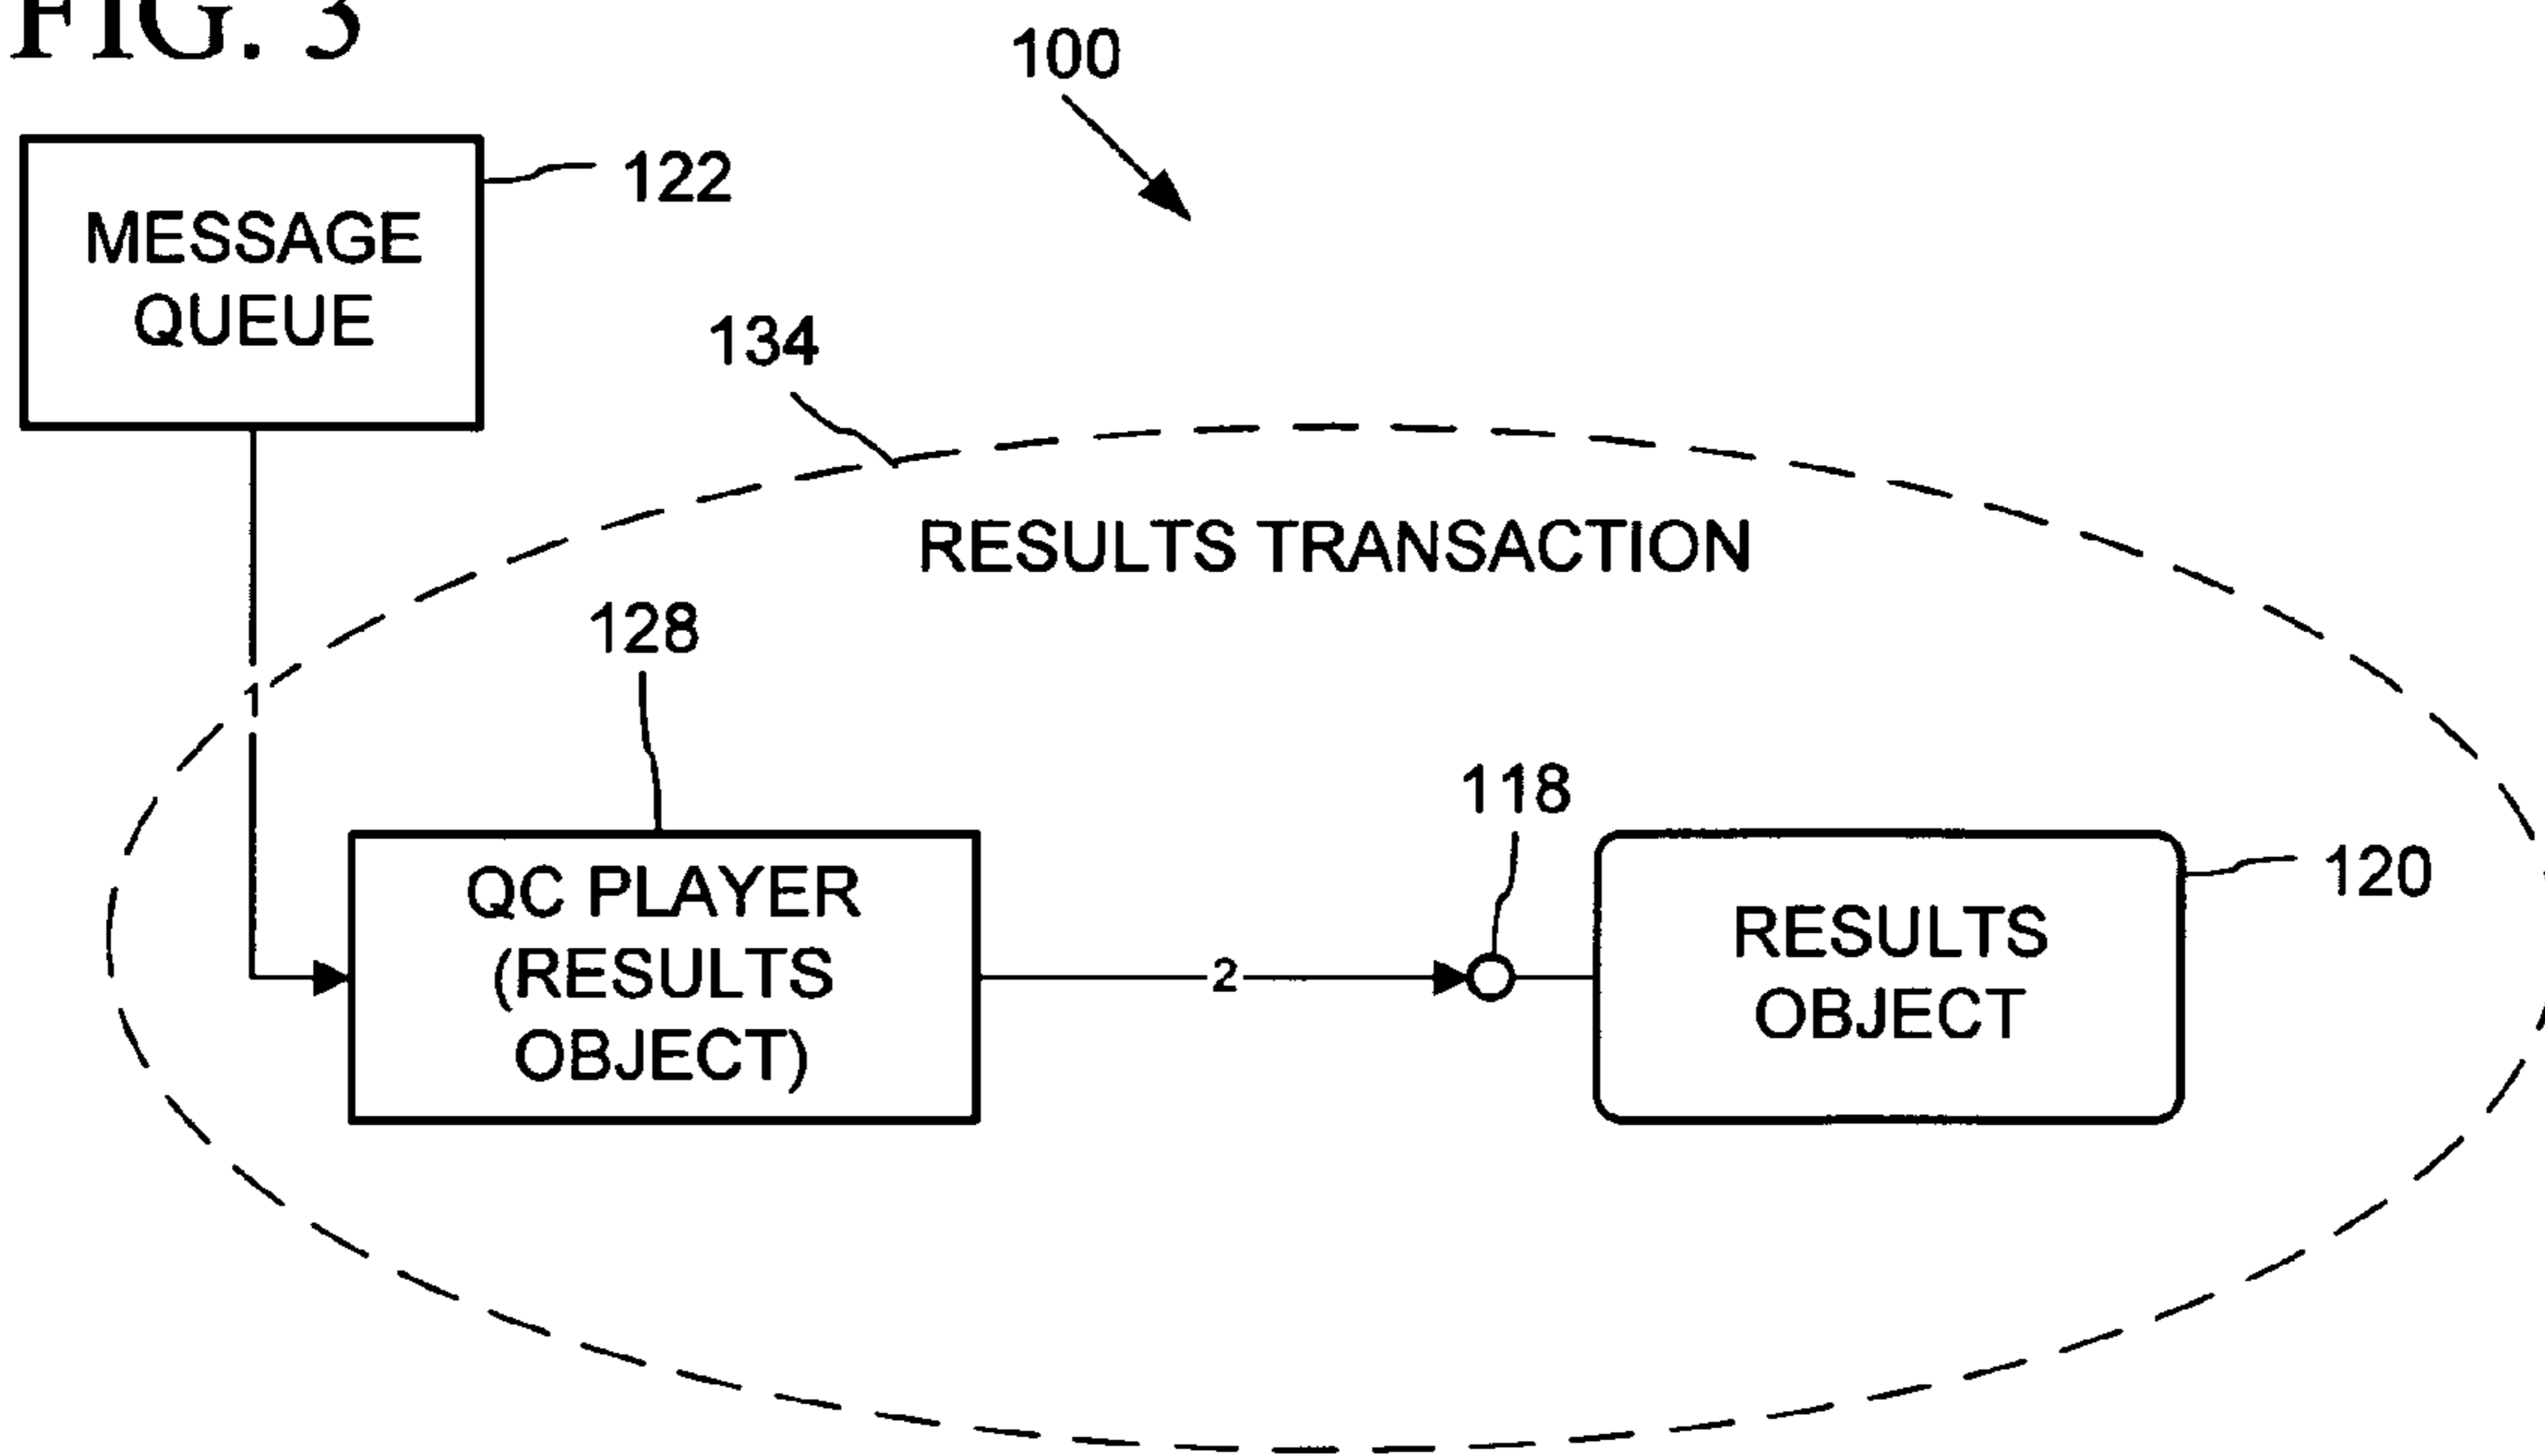 FIG. 3
100
122
MESSAGE
QUEUE
134
RESULTS TRANSACTION
128
1
118
QC PLAYER
(RESULTS
OBJECT)
2
120
RESULTS
OBJECT